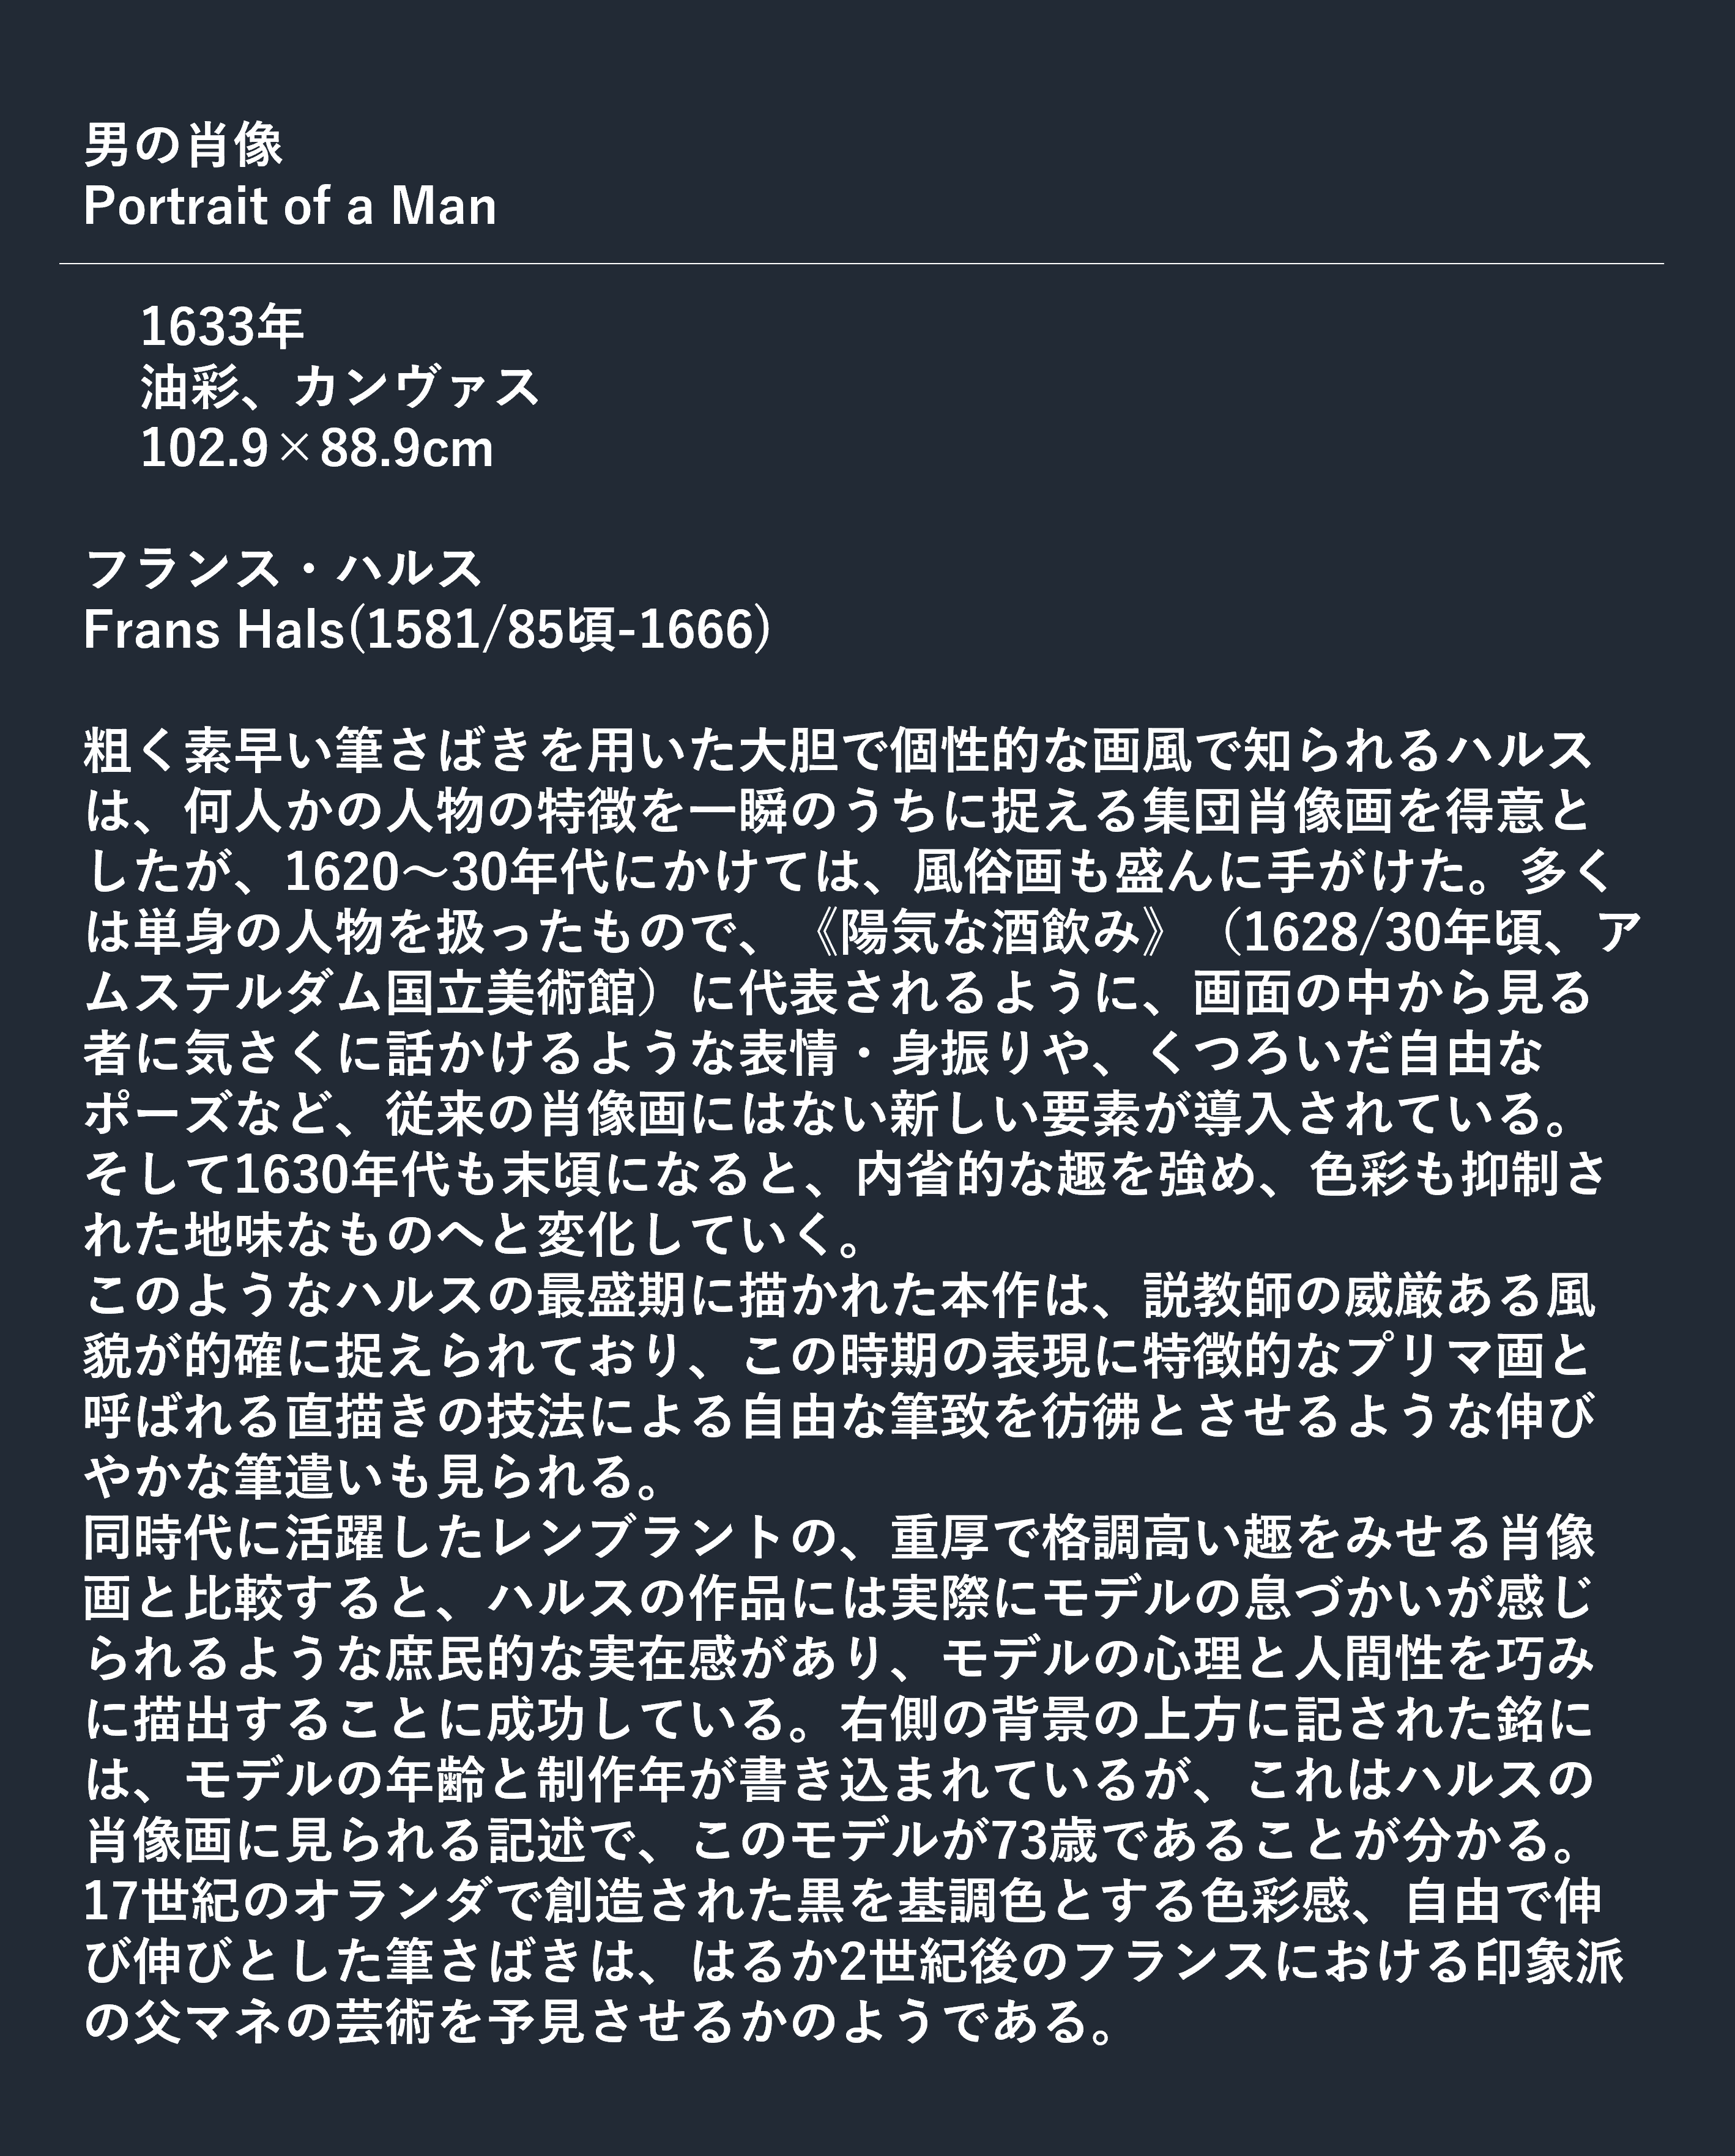 男の肖像
Portrait of a Man
1633年
油彩、カンヴァス
102.9×88.9cm
フランス・ハルス
Frans Hals(1581/85頃-1666)
粗く素早い筆さばきを用いた大胆で個性的な画風で知られるハルス
は、何人かの人物の特徴を一瞬のうちに捉える集団肖像画を得意と
したが、1620～30年代にかけては、風俗画も盛んに手がけた。多く
は単身の人物を扱ったもので、《陽気な酒飲み》（1628/30年頃、ア
ムステルダム国立美術館）に代表されるように、画面の中から見る
者に気さくに話かけるような表情・身振りや、くつろいだ自由な
ポーズなど、従来の肖像画にはない新しい要素が導入されている。
そして1630年代も末頃になると、内省的な趣を強め、色彩も抑制さ
れた地味なものへと変化していく。
このようなハルスの最盛期に描かれた本作は、説教師の威厳ある風
貌が的確に捉えられており、この時期の表現に特徴的なプリマ画と
呼ばれる直描きの技法による自由な筆致を彷彿とさせるような伸び
やかな筆遣いも見られる。
同時代に活躍したレンブラントの、重厚で格調高い趣をみせる肖像
画と比較すると、ハルスの作品には実際にモデルの息づかいが感じ
られるような庶民的な実在感があり、モデルの心理と人間性を巧み
に描出することに成功している。右側の背景の上方に記された銘に
は、モデルの年齢と制作年が書き込まれているが、これはハルスの
肖像画に見られる記述で、このモデルが73歳であることが分かる。
17世紀のオランダで創造された黒を基調色とする色彩感、自由で伸
び伸びとした筆さばきは、はるか2世紀後のフランスにおける印象派
の父マネの芸術を予見させるかのようである。